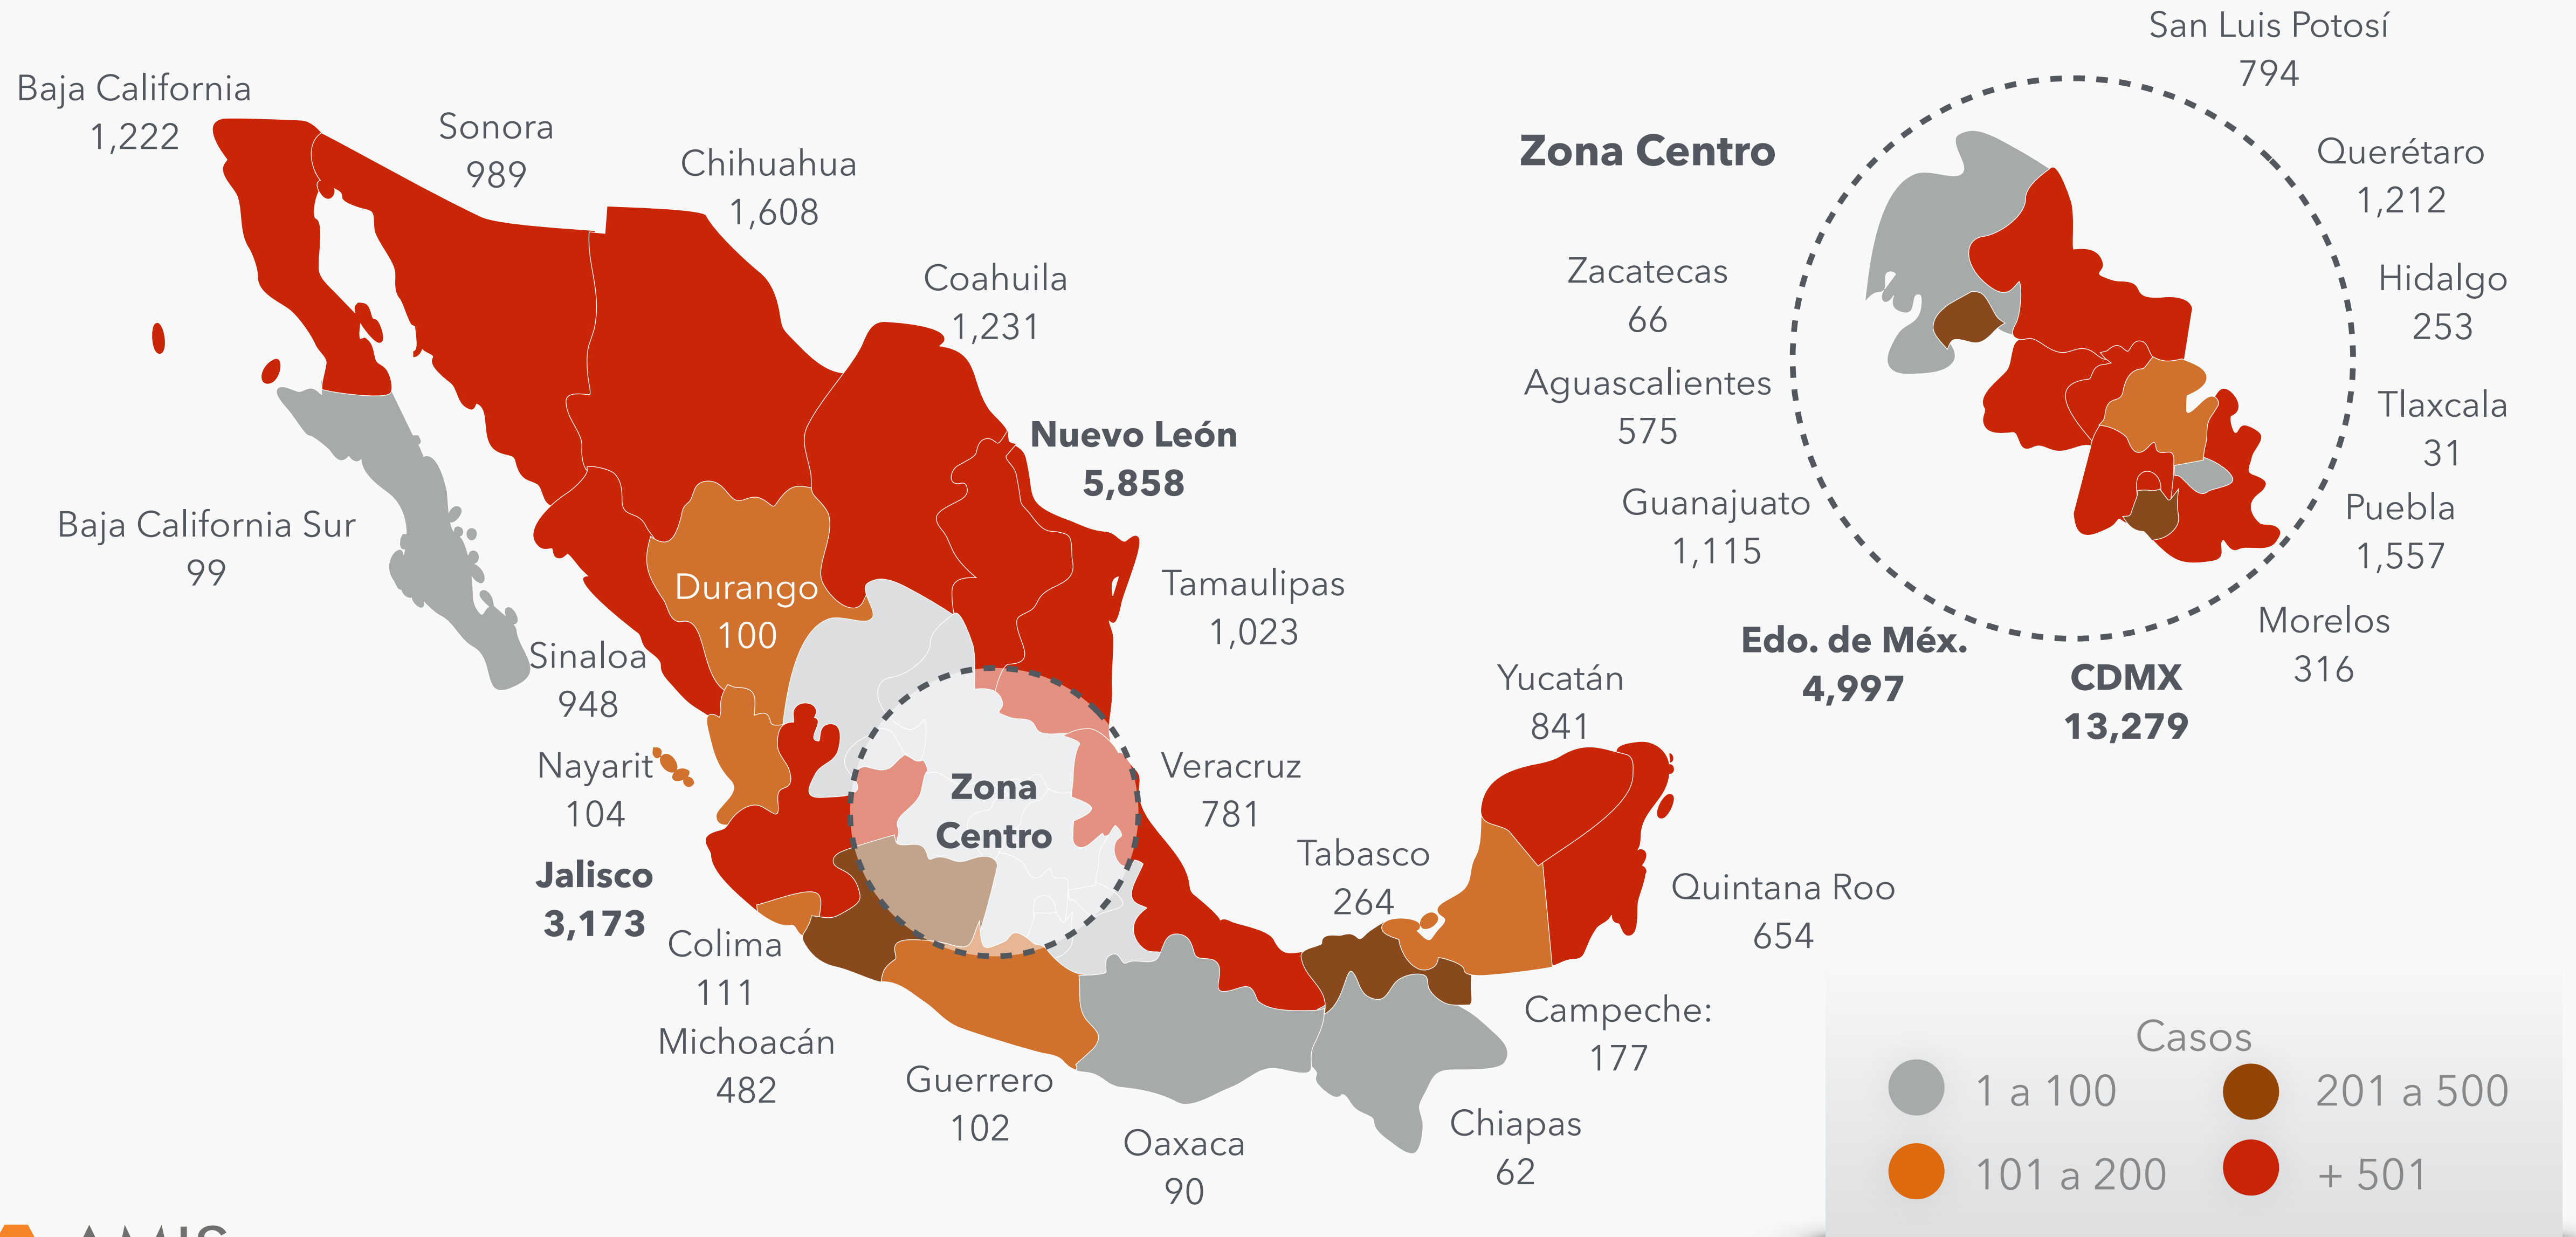 San Luis Potosí
794
Baja California
1,222
Sonora
989
Chihuahua
1,608
Zona Centro
Querétaro
1,212
Coahuila
1,231
Zacatecas
66
Hidalgo
253
Aguascalientes
575
Tlaxcala
31
Nuevo León
5,858
Guanajuato
1,115
Puebla
1,557
Baja California Sur
99
Durango
100
Tamaulipas
1,023
Edo. de Méx.
4,997
CDMX
13,279
Morelos
316
Sinaloa
948
Yucatán
841
Nayarit
104
Zona
Centro
Veracruz
781
Jalisco
3,173
Tabasco
264
Quintana Roo
654
Colima
111
Michoacán
482
Guerrero
102
Oaxaca
90
Campeche:
177
Chiapas
62
Casos
1 a 100
201 a 500
101 a 200
+ 501
AMIS